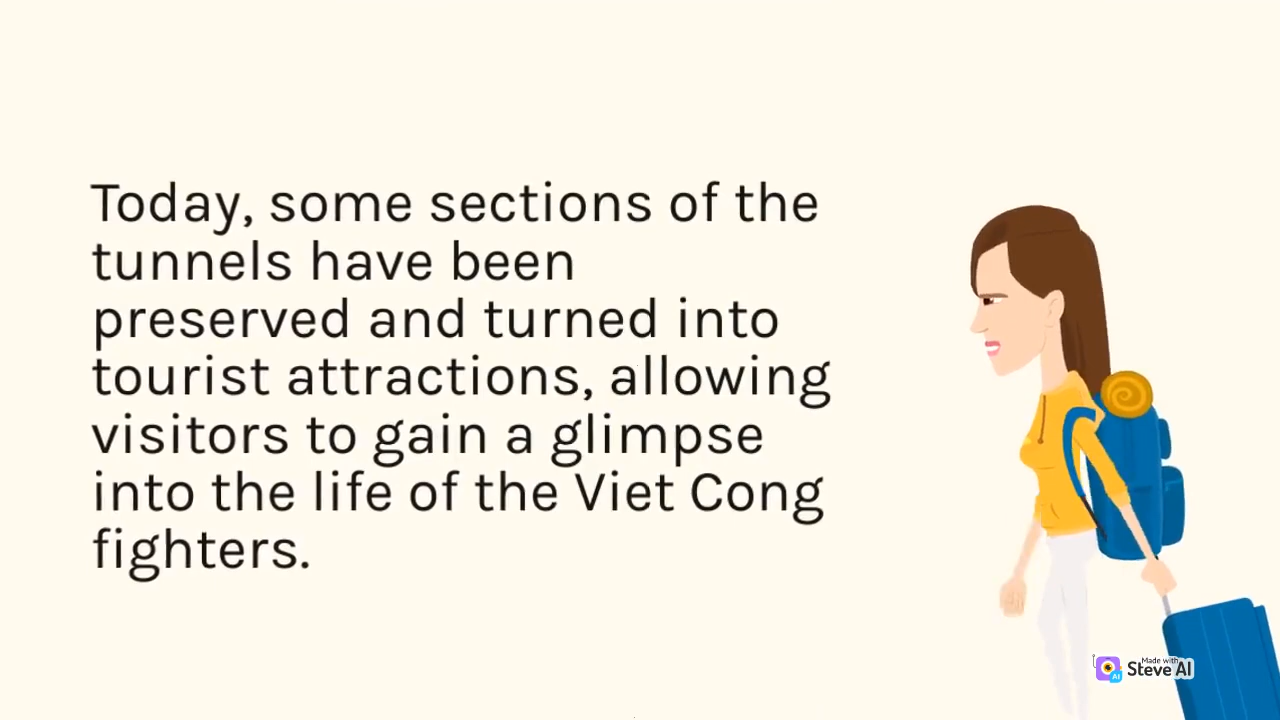 Today, some sections of the
tunnels have been
preserved and turned into
tourist attractions, allowing
visitors to gain a glimpse
into the life of the Viet Cong
fighters.
Made with
Steve AI
AI